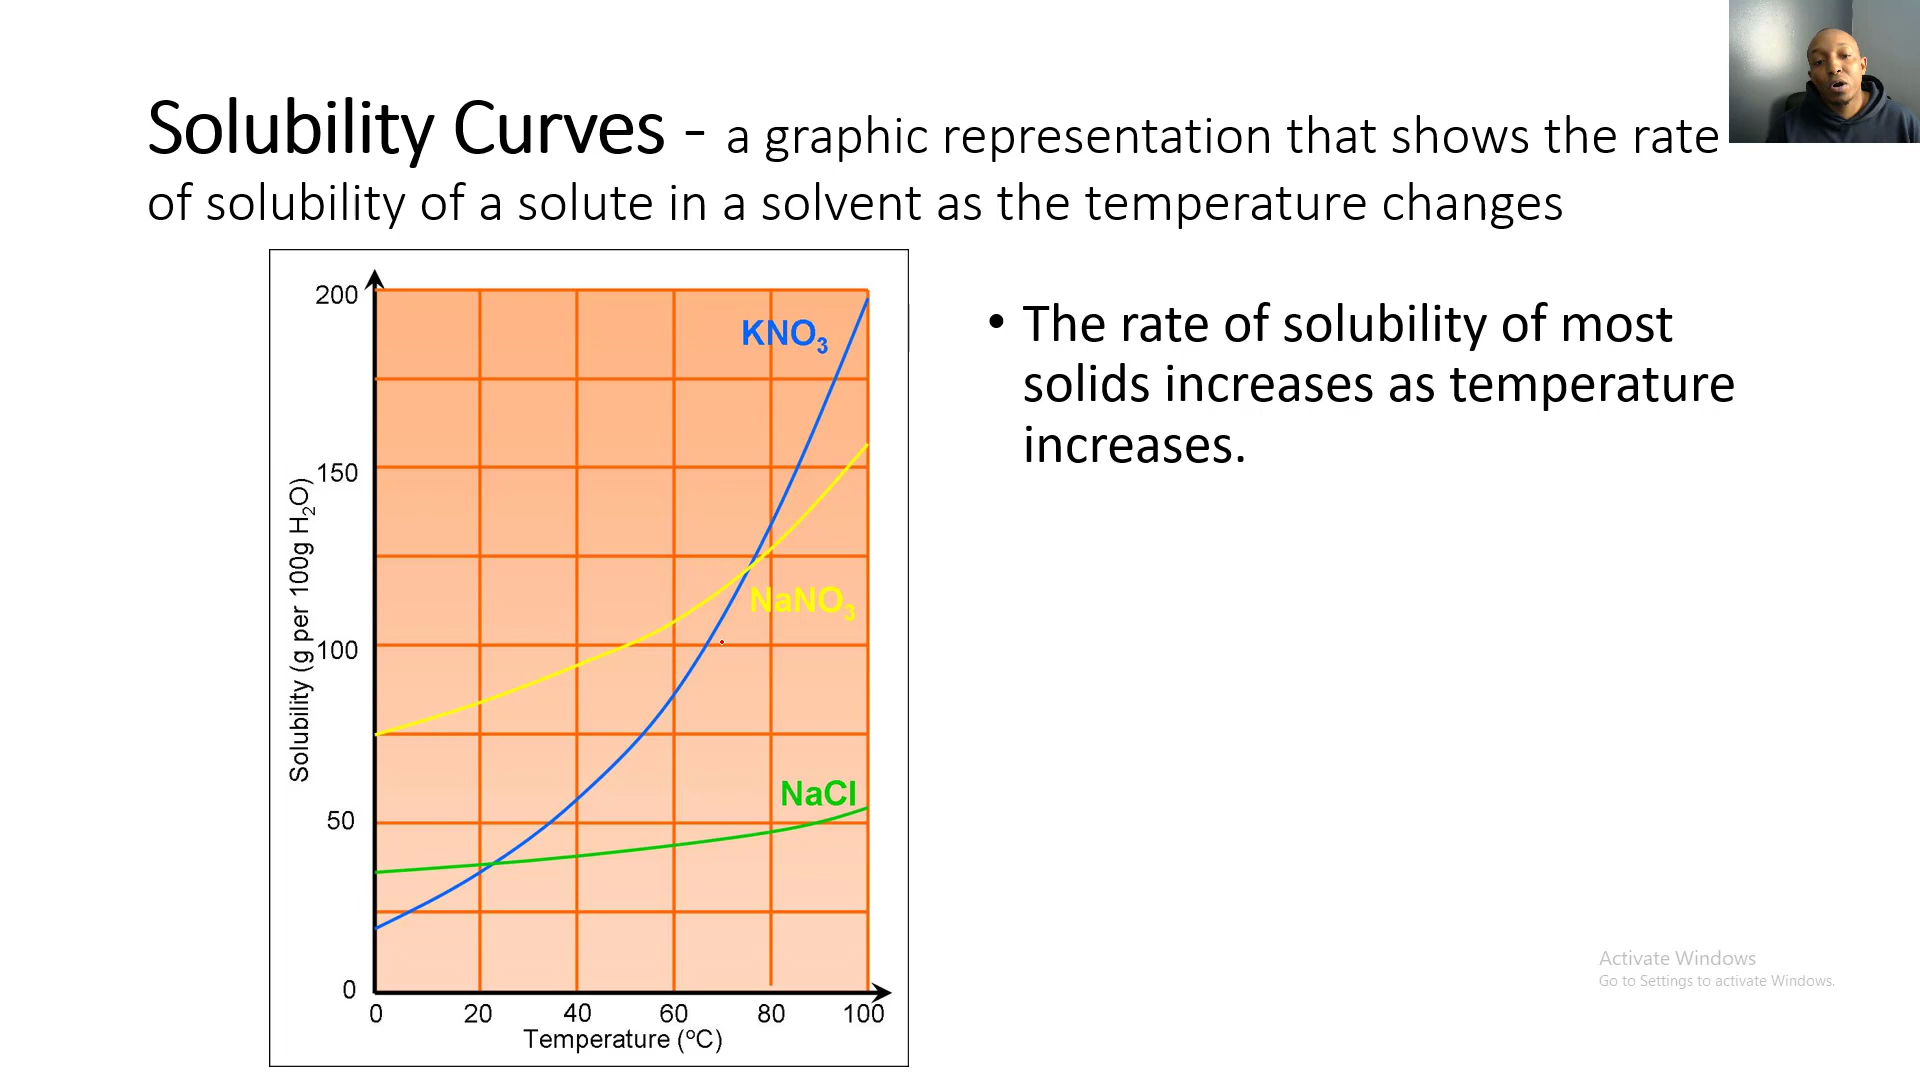 Solubility Curves - a graphic representation that shows the rate
of solubility of a solute in a solvent as the temperature changes
200
KNO3
• The rate of solubility of most
solids increases as temperature
increases.
150
Solubility (g per 100g H2O)
NaNO3
100
NaCl
50
0
0 20 40 60 80 100
Temperature (ºC)
Activate Windows
Go to Settings to activate Windows.